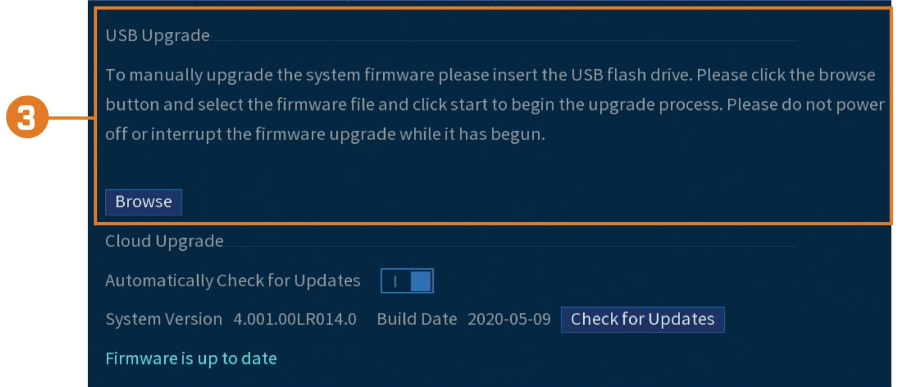 USB Upgrade
To manually upgrade the system firmware please insert the USB flash drive. Please click the browse
button and select the firmware file and click start to begin the upgrade process. Please do not power
off or interrupt the firmware upgrade while it has begun.
3
Browse
Cloud Upgrade
Automatically Check for Updates
System Version 4.001.00LR014.0 Build Date 2020-05-09 Check for Updates
Firmware is up to date